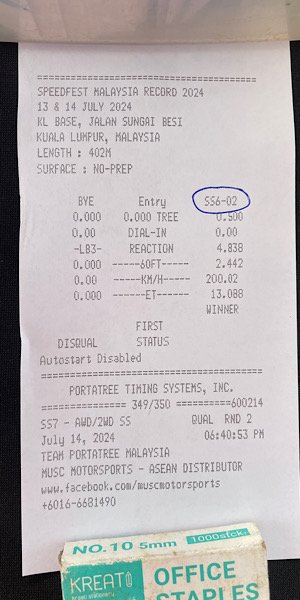 ================================
SPEEDFEST MALAYSIA RECORD 2024
13 & 14 JULY 2024
KL BASE, JALAN SUNGAI BESI
KUALA LUMPUR, MALAYSIA
LENGTH : 402M
SURFACE : NO-PREP
BYE Entry SS6-02
0.000 0.000 TREE 0.500
0.00 DIAL-IN 0.00
-LB3- REACTION 4.838
0.000 -----60FT----- 2.442
0.00 -----KM/H----- 200.02
0.000 ------ET------ 13.088
WINNER
FIRST
DISQUAL STATUS
Autostart Disabled
================================
PORTATREE TIMING SYSTEMS, INC.
============= 349/350 ==========600214
SS7 - AWD/2WD SS QUAL RND 2
July 14, 2024 06:40:53 PM
TEAM PORTATREE MALAYSIA
MUSC MOTORSPORTS - ASEAN DISTRIBUTOR
www.facebook.com/muscmotorsports
+6016-6681490
NO.10 5mm 1000stck.
KREATI OFFICE
STAPLES